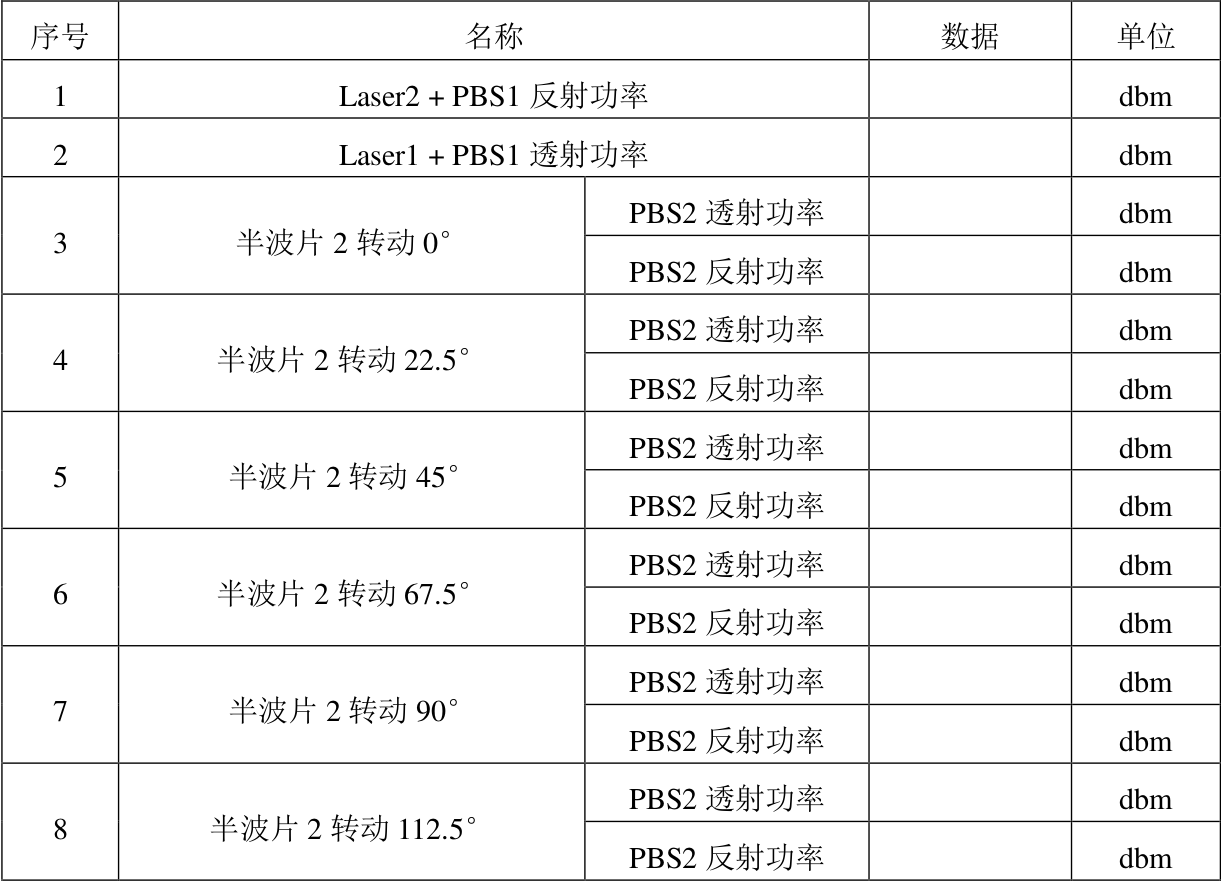 序号 名称 数据 单位
1 Laser2 + PBS1 反射功率 dbm
2 Laser1 + PBS1 透射功率 dbm
3 半波片 2 转动 0° PBS2 透射功率 dbm
PBS2 反射功率 dbm
4 半波片 2 转动 22.5° PBS2 透射功率 dbm
PBS2 反射功率 dbm
5 半波片 2 转动 45° PBS2 透射功率 dbm
PBS2 反射功率 dbm
6 半波片 2 转动 67.5° PBS2 透射功率 dbm
PBS2 反射功率 dbm
7 半波片 2 转动 90° PBS2 透射功率 dbm
PBS2 反射功率 dbm
8 半波片 2 转动 112.5° PBS2 透射功率 dbm
PBS2 反射功率 dbm